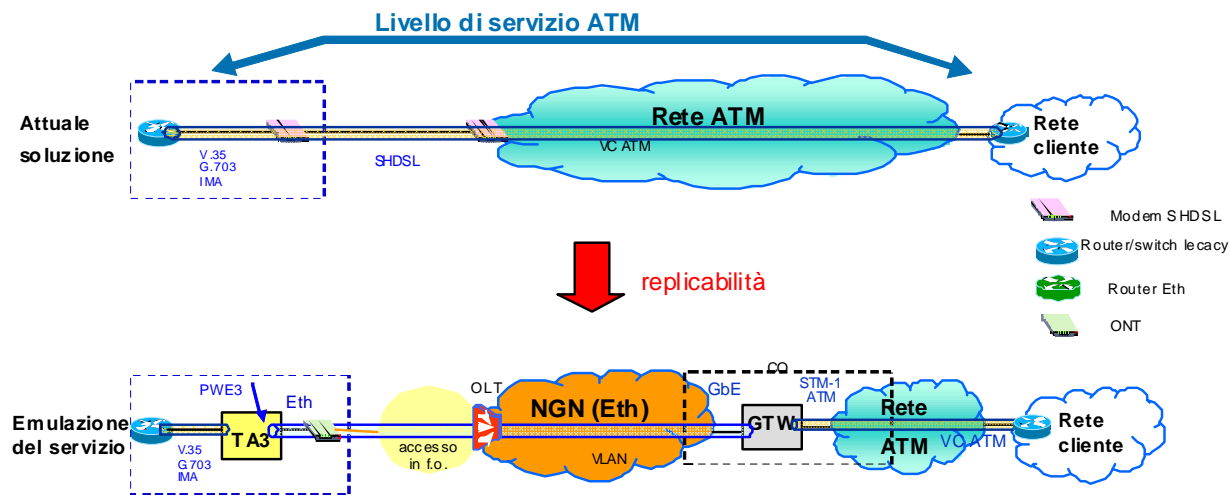 Livello di servizio ATM
Attuale
soluzione
V.35
G.703
IMA
SHDSL
Rete ATM
VC ATM
Rete
cliente
Modem SHDSL
Router/switch lecacy
Router Eth
ONT
replicabilità
Emulazione
del servizio
PWE3
Eth
TA3
V.35
G.703
IMA
accesso
in f.o.
OLT
NGN (Eth)
VLAN
GbE
CO
GTW
STM-1
ATM
Rete
ATM
VC ATM
Rete
cliente